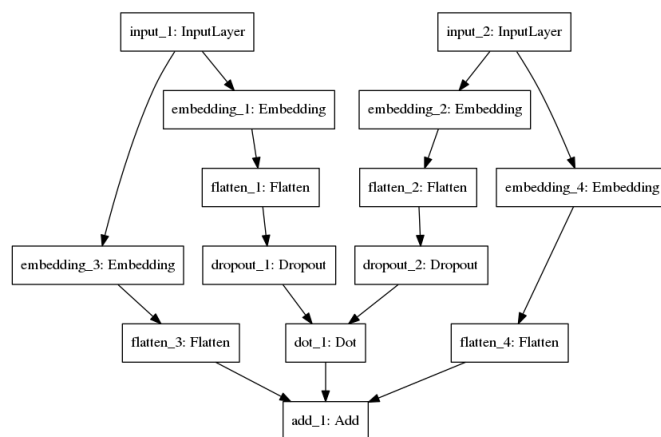 input_1: InputLayer
input_2: InputLayer
embedding_1: Embedding
embedding_2: Embedding
flatten_1: Flatten
flatten_2: Flatten
embedding_4: Embedding
embedding_3: Embedding
dropout_1: Dropout
dropout_2: Dropout
flatten_3: Flatten
dot_1: Dot
flatten_4: Flatten
add_1: Add